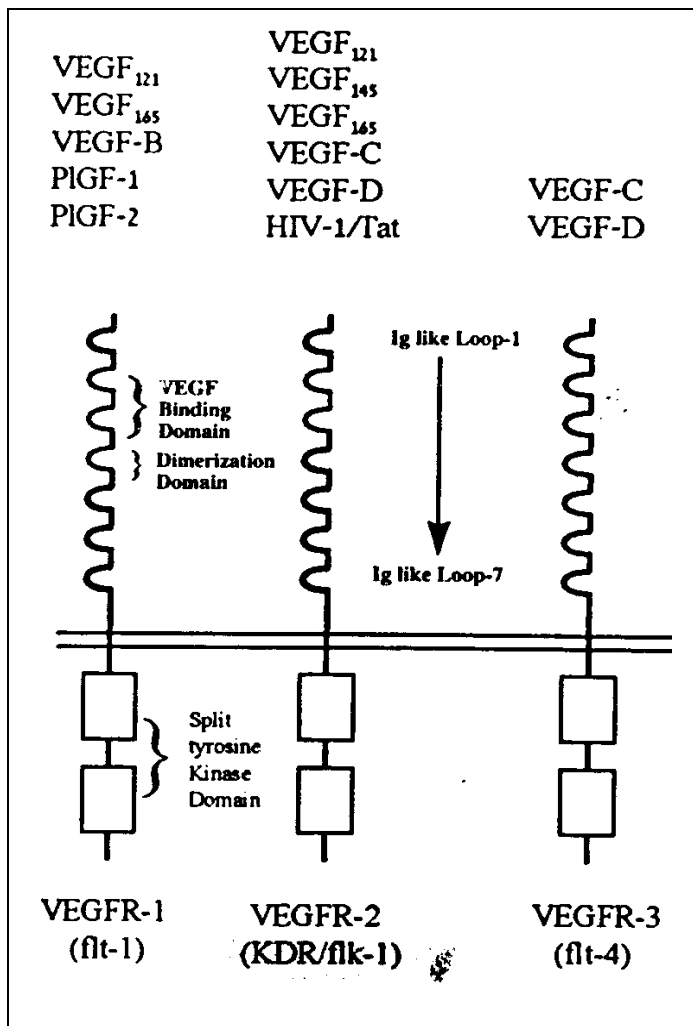 VEGF₁₂₁
VEGF₁₆₅
VEGF-B
PlGF-1
PlGF-2
VEGF₁₂₁
VEGF₁₄₅
VEGF₁₆₅
VEGF-C
VEGF-D
HIV-1/Tat
VEGF-C
VEGF-D
VEGF
Binding
Domain
Dimerization
Domain
Ig like Loop-1
Ig like Loop-7
Split
tyrosine
Kinase
Domain
VEGFR-1
(flt-1)
VEGFR-2
(KDR/flk-1)
VEGFR-3
(flt-4)